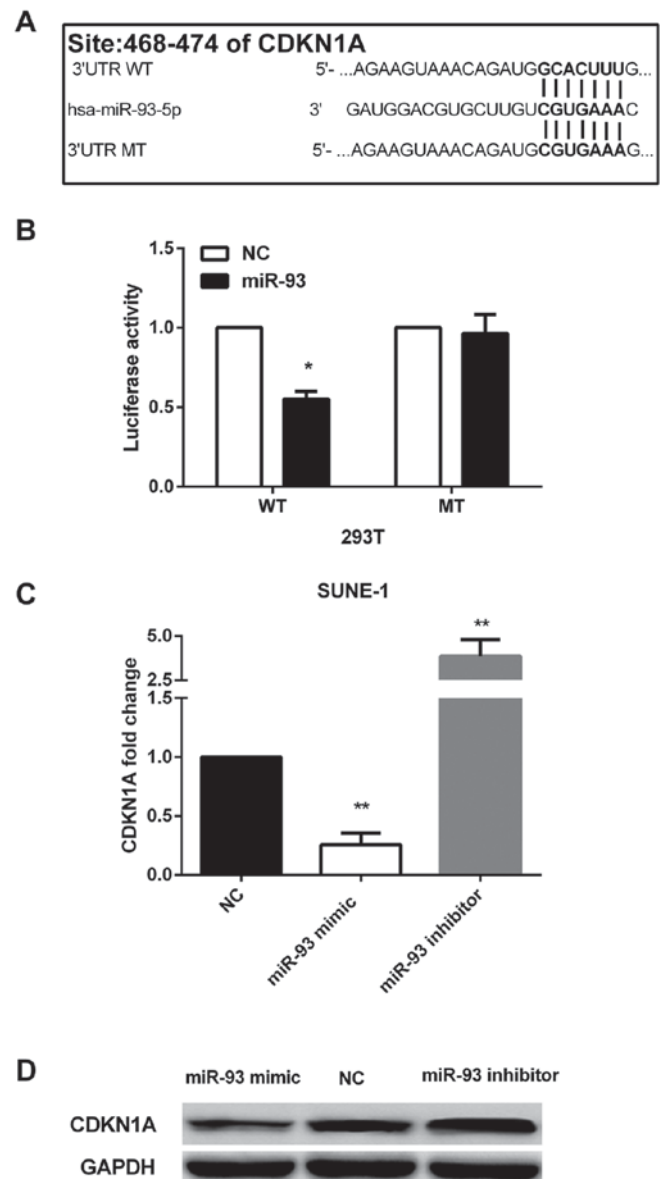 A
Site:468-474 of CDKN1A
3'UTR WT 5'- ...AGAAGUAAACAGAUGGCACUUUG...
hsa-miR-93-5p 3' GAUGGACGUGCUUGUCGUGAAAC
3'UTR MT 5'- ...AGAAGUAAACAGAUGCGUGAAAG...
B
NC
miR-93
Luciferase activity
1.5
1.0
0.5
0.0
*
WT MT
293T
C
SUNE-1
CDKN1A fold change
5.0
2.5
1.5
1.0
0.5
0.0
**
**
NC
miR-93 mimic
miR-93 inhibitor
D
miR-93 mimic NC miR-93 inhibitor
CDKN1A
GAPDH